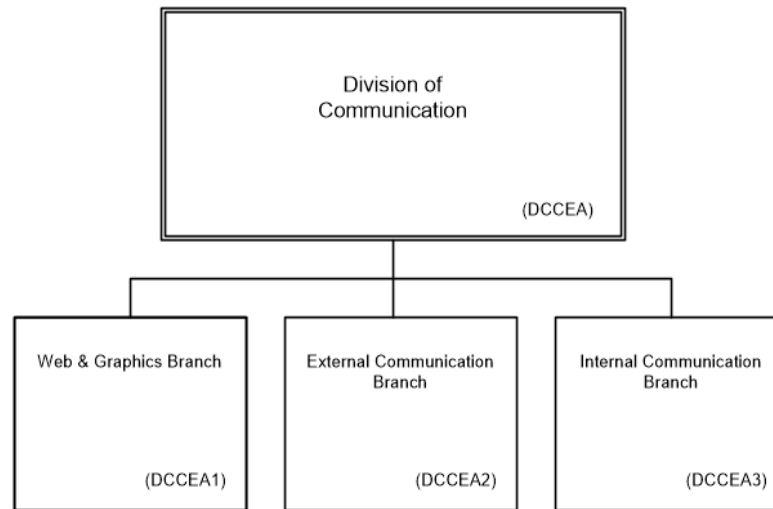 Division of
Communication
(DCCEA)
Web & Graphics Branch
(DCCEA1)
External Communication
Branch
(DCCEA2)
Internal Communication
Branch
(DCCEA3)